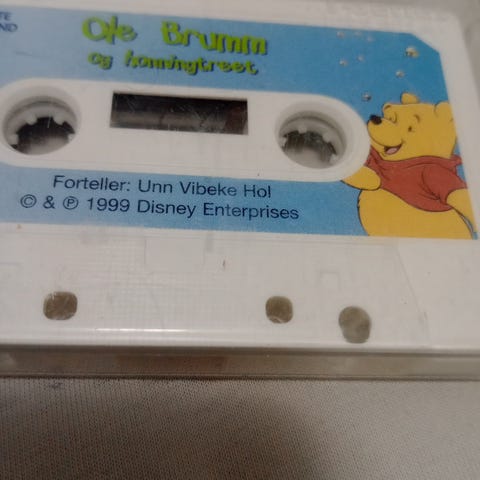 Ole Brumm
og honningtreet
Forteller: Unn Vibeke Hol
© & ℗ 1999 Disney Enterprises